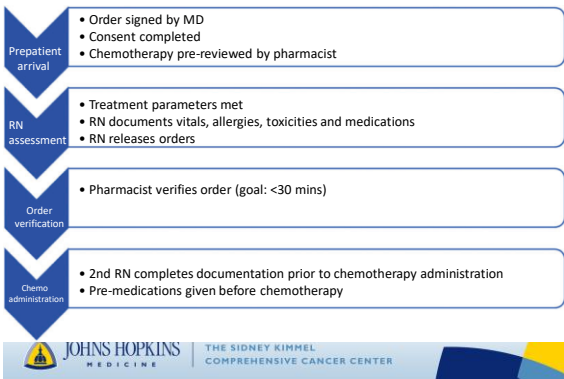 Prepatient
arrival
• Order signed by MD
• Consent completed
• Chemotherapy pre-reviewed by pharmacist
RN
assessment
• Treatment parameters met
• RN documents vitals, allergies, toxicities and medications
• RN releases orders
Order
verification
• Pharmacist verifies order (goal: <30 mins)
Chemo
administration
• 2nd RN completes documentation prior to chemotherapy administration
• Pre-medications given before chemotherapy
JOHNS HOPKINS
MEDICINE
THE SIDNEY KIMMEL
COMPREHENSIVE CANCER CENTER